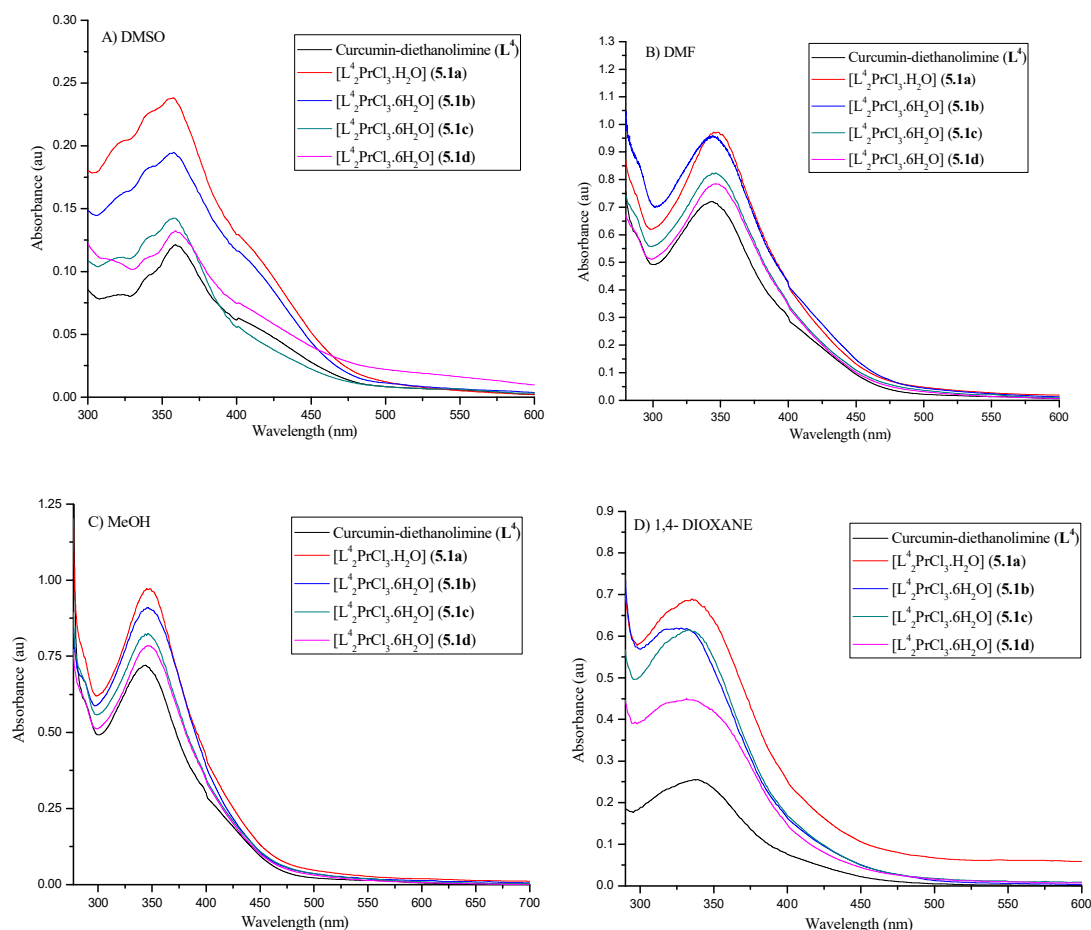 A) DMSO
Curcumin-diethanolimine (L⁴)
[L⁴₂PrCl₃.H₂O] (5.1a)
[L⁴₂PrCl₃.6H₂O] (5.1b)
[L⁴₂PrCl₃.6H₂O] (5.1c)
[L⁴₂PrCl₃.6H₂O] (5.1d)
0.30
0.25
0.20
0.15
0.10
0.05
0.00
Absorbance (au)
300 350 400 450 500 550 600
Wavelength (nm)
B) DMF
Curcumin-diethanolimine (L⁴)
[L⁴₂PrCl₃.H₂O] (5.1a)
[L⁴₂PrCl₃.6H₂O] (5.1b)
[L⁴₂PrCl₃.6H₂O] (5.1c)
[L⁴₂PrCl₃.6H₂O] (5.1d)
1.3
1.2
1.1
1.0
0.9
0.8
0.7
0.6
0.5
0.4
0.3
0.2
0.1
0.0
Absorbance (au)
300 350 400 450 500 550 600
Wavelength (nm)
C) MeOH
Curcumin-diethanolimine (L⁴)
[L⁴₂PrCl₃.H₂O] (5.1a)
[L⁴₂PrCl₃.6H₂O] (5.1b)
[L⁴₂PrCl₃.6H₂O] (5.1c)
[L⁴₂PrCl₃.6H₂O] (5.1d)
1.25
1.00
0.75
0.50
0.25
0.00
Absorbance (au)
300 350 400 450 500 550 600 650 700
Wavelength (nm)
D) 1,4- DIOXANE
Curcumin-diethanolimine (L⁴)
[L⁴₂PrCl₃.H₂O] (5.1a)
[L⁴₂PrCl₃.6H₂O] (5.1b)
[L⁴₂PrCl₃.6H₂O] (5.1c)
[L⁴₂PrCl₃.6H₂O] (5.1d)
0.9
0.8
0.7
0.6
0.5
0.4
0.3
0.2
0.1
0.0
Absorbance (au)
300 350 400 450 500 550 600
Wavelength (nm)